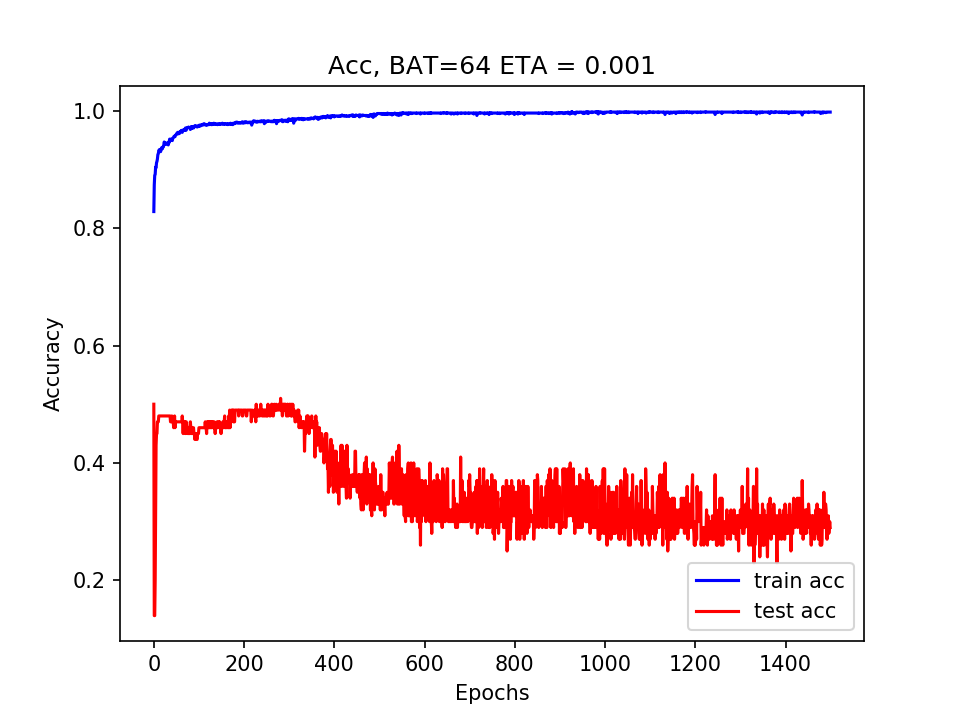 Acc, BAT=64 ETA = 0.001
1.0
0.8
0.6
0.4
0.2
Accuracy
0 200 400 600 800 1000 1200 1400
Epochs
train acc
test acc